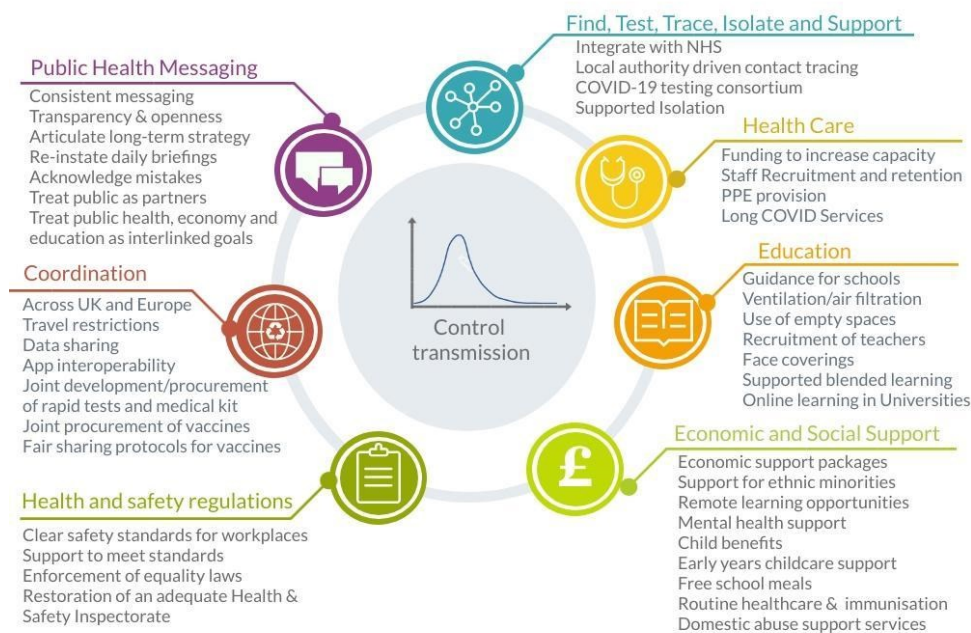 Find, Test, Trace, Isolate and Support
Integrate with NHS
Local authority driven contact tracing
COVID-19 testing consortium
Supported Isolation
Public Health Messaging
Consistent messaging
Transparency & openness
Articulate long-term strategy
Re-instate daily briefings
Acknowledge mistakes
Treat public as partners
Treat public health, economy and
education as interlinked goals
Health Care
Funding to increase capacity
Staff Recruitment and retention
PPE provision
Long COVID Services
Coordination
Across UK and Europe
Travel restrictions
Data sharing
App interoperability
Joint development/procurement
of rapid tests and medical kit
Joint procurement of vaccines
Fair sharing protocols for vaccines
Control
transmission
Education
Guidance for schools
Ventilation/air filtration
Use of empty spaces
Recruitment of teachers
Face coverings
Supported blended learning
Online learning in Universities
Health and safety regulations
Clear safety standards for workplaces
Support to meet standards
Enforcement of equality laws
Restoration of an adequate Health &
Safety Inspectorate
£
Economic and Social Support
Economic support packages
Support for ethnic minorities
Remote learning opportunities
Mental health support
Child benefits
Early years childcare support
Free school meals
Routine healthcare & immunisation
Domestic abuse support services